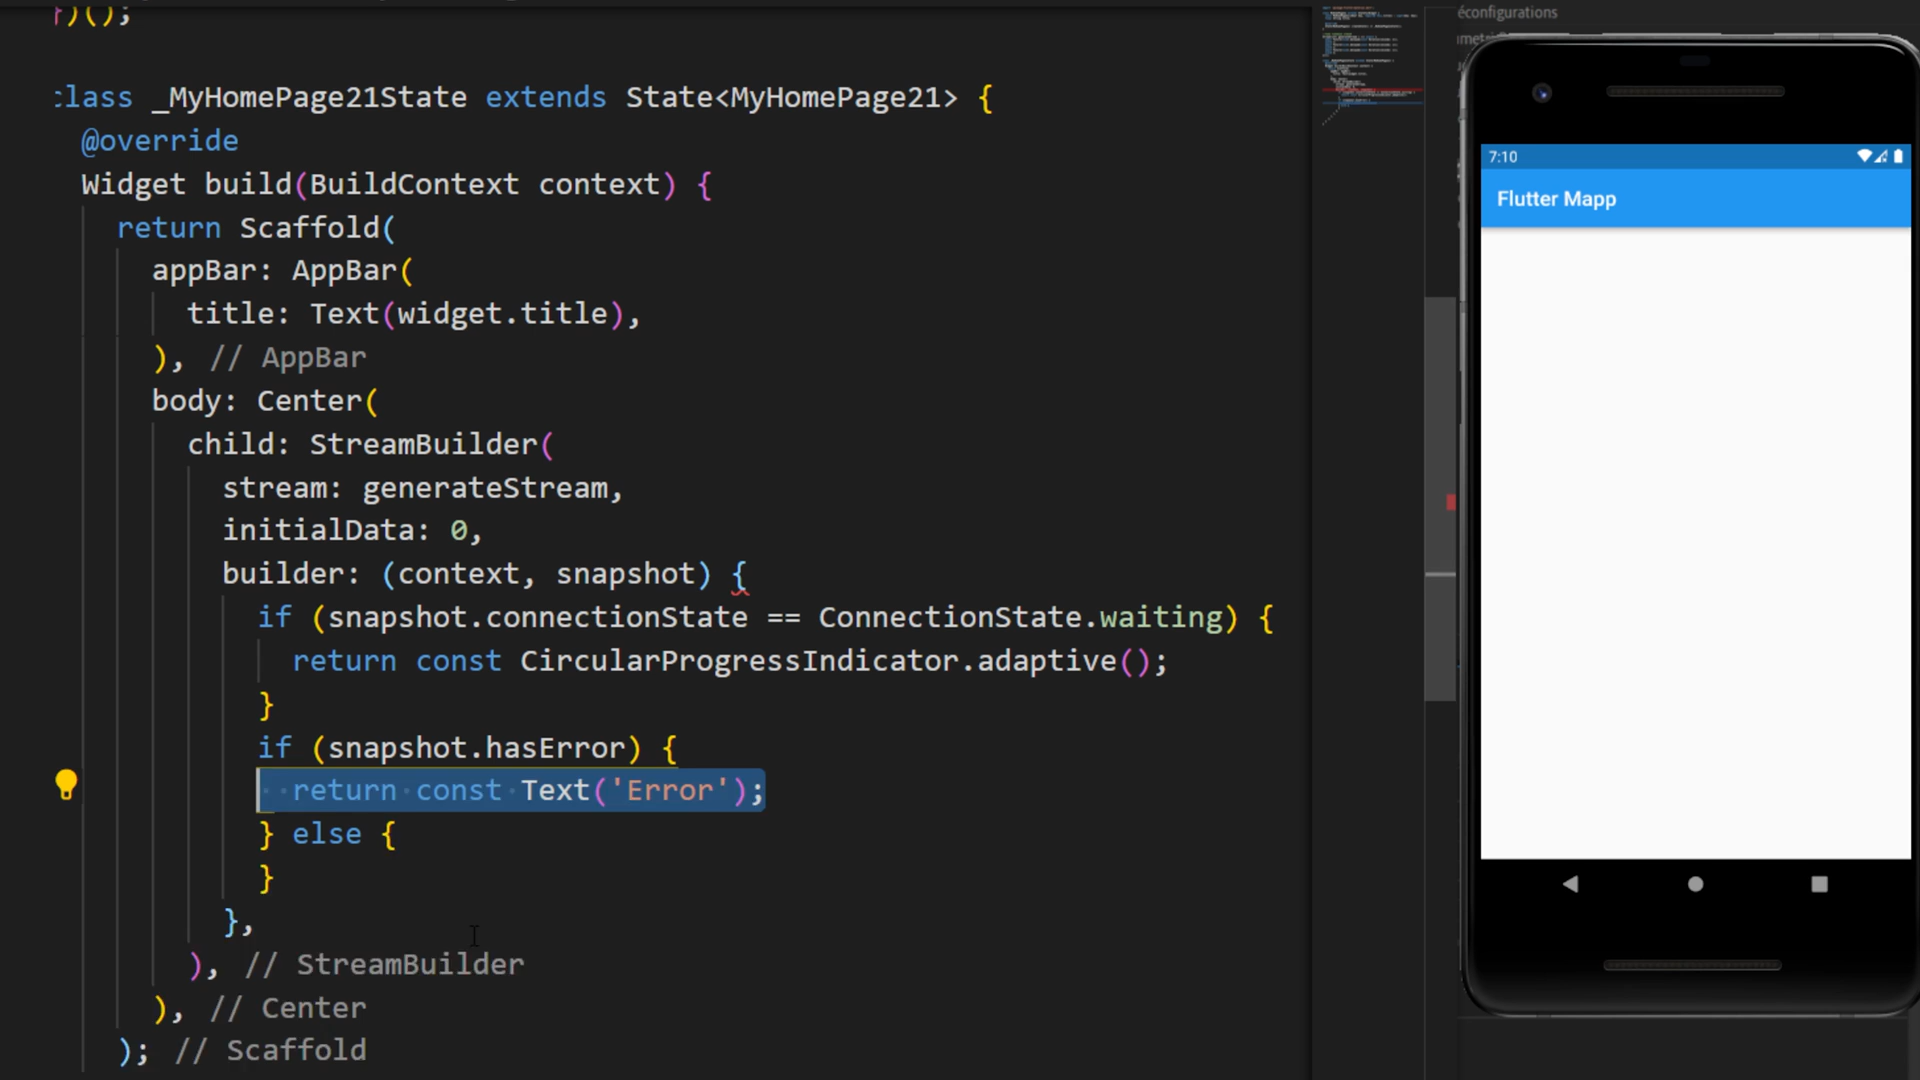 })();
class _MyHomePage21State extends State<MyHomePage21> {
@override
Widget build(BuildContext context) {
return Scaffold(
appBar: AppBar(
title: Text(widget.title),
), // AppBar
body: Center(
child: StreamBuilder(
stream: generateStream,
initialData: 0,
builder: (context, snapshot) {
if (snapshot.connectionState == ConnectionState.waiting) {
return const CircularProgressIndicator.adaptive();
}
if (snapshot.hasError) {
return const Text('Error');
} else {
}
},
), // StreamBuilder
), // Center
); // Scaffold
éconfigurations
7:10
Flutter Mapp